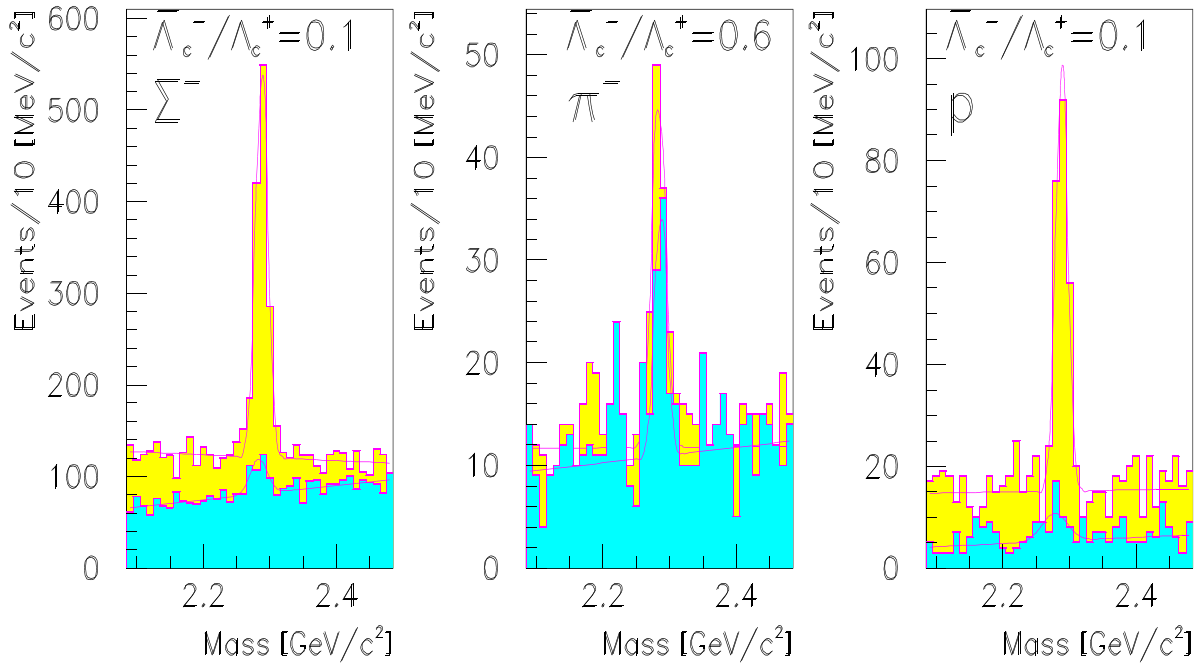 Λ̅c⁻/Λc⁺=0.1
Σ⁻
Events/10 [MeV/c²]
600
500
400
300
200
100
0
2.2 2.4
Mass [GeV/c²]
Λ̅c⁻/Λc⁺=0.6
π⁻
Events/10 [MeV/c²]
50
40
30
20
10
0
2.2 2.4
Mass [GeV/c²]
Λ̅c⁻/Λc⁺=0.1
p
Events/10 [MeV/c²]
100
80
60
40
20
0
2.2 2.4
Mass [GeV/c²]